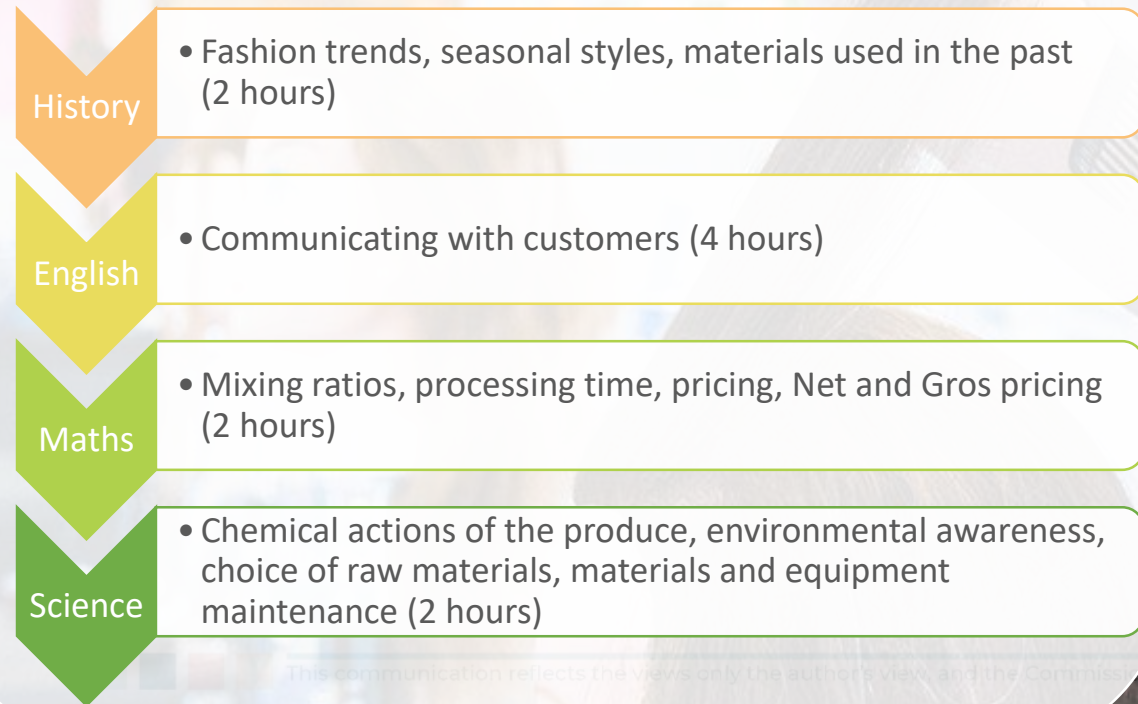 History
• Fashion trends, seasonal styles, materials used in the past
(2 hours)
English
• Communicating with customers (4 hours)
Maths
• Mixing ratios, processing time, pricing, Net and Gros pricing
(2 hours)
Science
• Chemical actions of the produce, environmental awareness,
choice of raw materials, materials and equipment
maintenance (2 hours)
This communication reflects the views only the author's view, and the